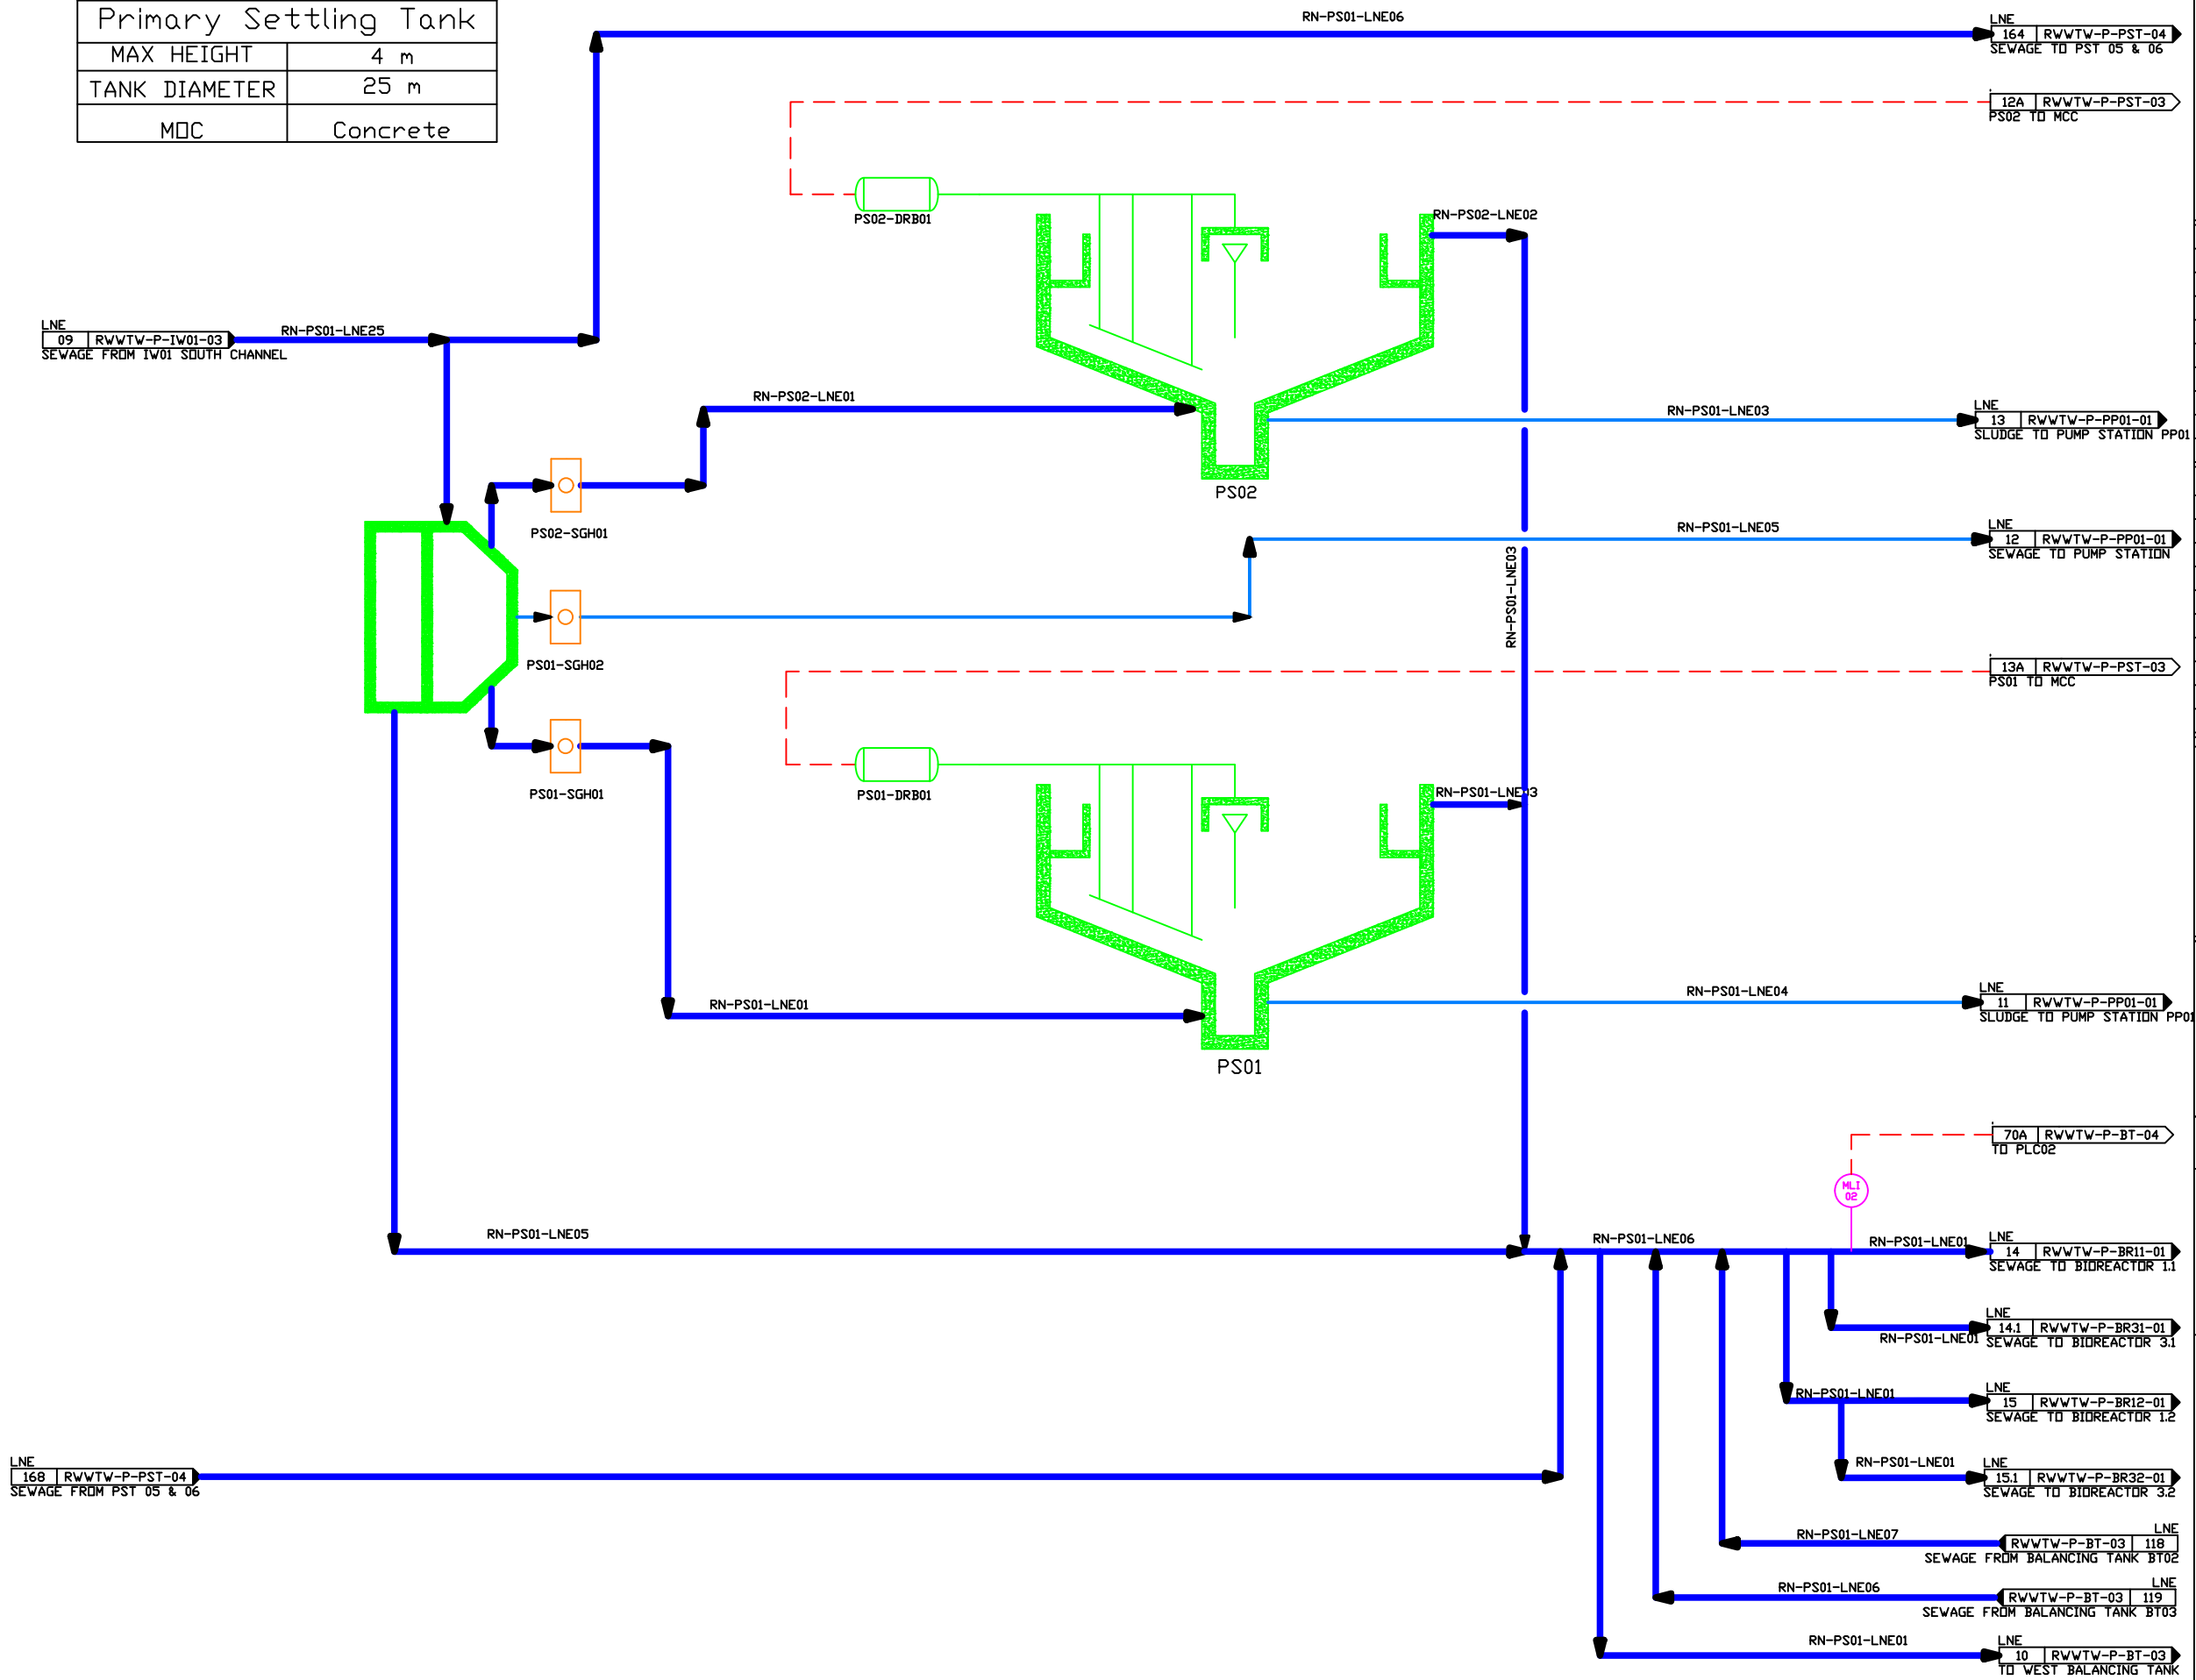 Primary Settling Tank
MAX HEIGHT 4 m
TANK DIAMETER 25 m
MOC Concrete
RN-PS01-LNE06
LNE
164 RWWTW-P-PST-04
SEWAGE TO PST 05 & 06
12A RWWTW-P-PST-03
PS02 TO MCC
PS02-DRB01
RN-PS02-LNE02
LNE
09 RWWTW-P-IW01-03
SEWAGE FROM IW01 SOUTH CHANNEL
RN-PS01-LNE25
RN-PS02-LNE01
RN-PS01-LNE03
LNE
13 RWWTW-P-PP01-01
SLUDGE TO PUMP STATION PP01
PS02
PS02-SGH01
RN-PS01-LNE05
LNE
12 RWWTW-P-PP01-01
SEWAGE TO PUMP STATION
RN-PS01-LNE03
PS01-SGH02
13A RWWTW-P-PST-03
PS01 TO MCC
PS01-SGH01
PS01-DRB01
RN-PS01-LNE03
RN-PS01-LNE01
RN-PS01-LNE04
LNE
11 RWWTW-P-PP01-01
SLUDGE TO PUMP STATION PP01
PS01
70A RWWTW-P-BT-04
TO PLC02
MLI
02
RN-PS01-LNE05
RN-PS01-LNE06
RN-PS01-LNE01
LNE
14 RWWTW-P-BR11-01
SEWAGE TO BIOREACTOR 1.1
LNE
14.1 RWWTW-P-BR31-01
RN-PS01-LNE01
SEWAGE TO BIOREACTOR 3.1
LNE
RN-PS01-LNE01
15 RWWTW-P-BR12-01
SEWAGE TO BIOREACTOR 1.2
RN-PS01-LNE01
LNE
15.1 RWWTW-P-BR32-01
SEWAGE TO BIOREACTOR 3.2
LNE
168 RWWTW-P-PST-04
SEWAGE FROM PST 05 & 06
RN-PS01-LNE07
LNE
RWWTW-P-BT-03 118
SEWAGE FROM BALANCING TANK BT02
RN-PS01-LNE06
LNE
RWWTW-P-BT-03 119
SEWAGE FROM BALANCING TANK BT03
RN-PS01-LNE01
LNE
10 RWWTW-P-BT-03
TO WEST BALANCING TANK